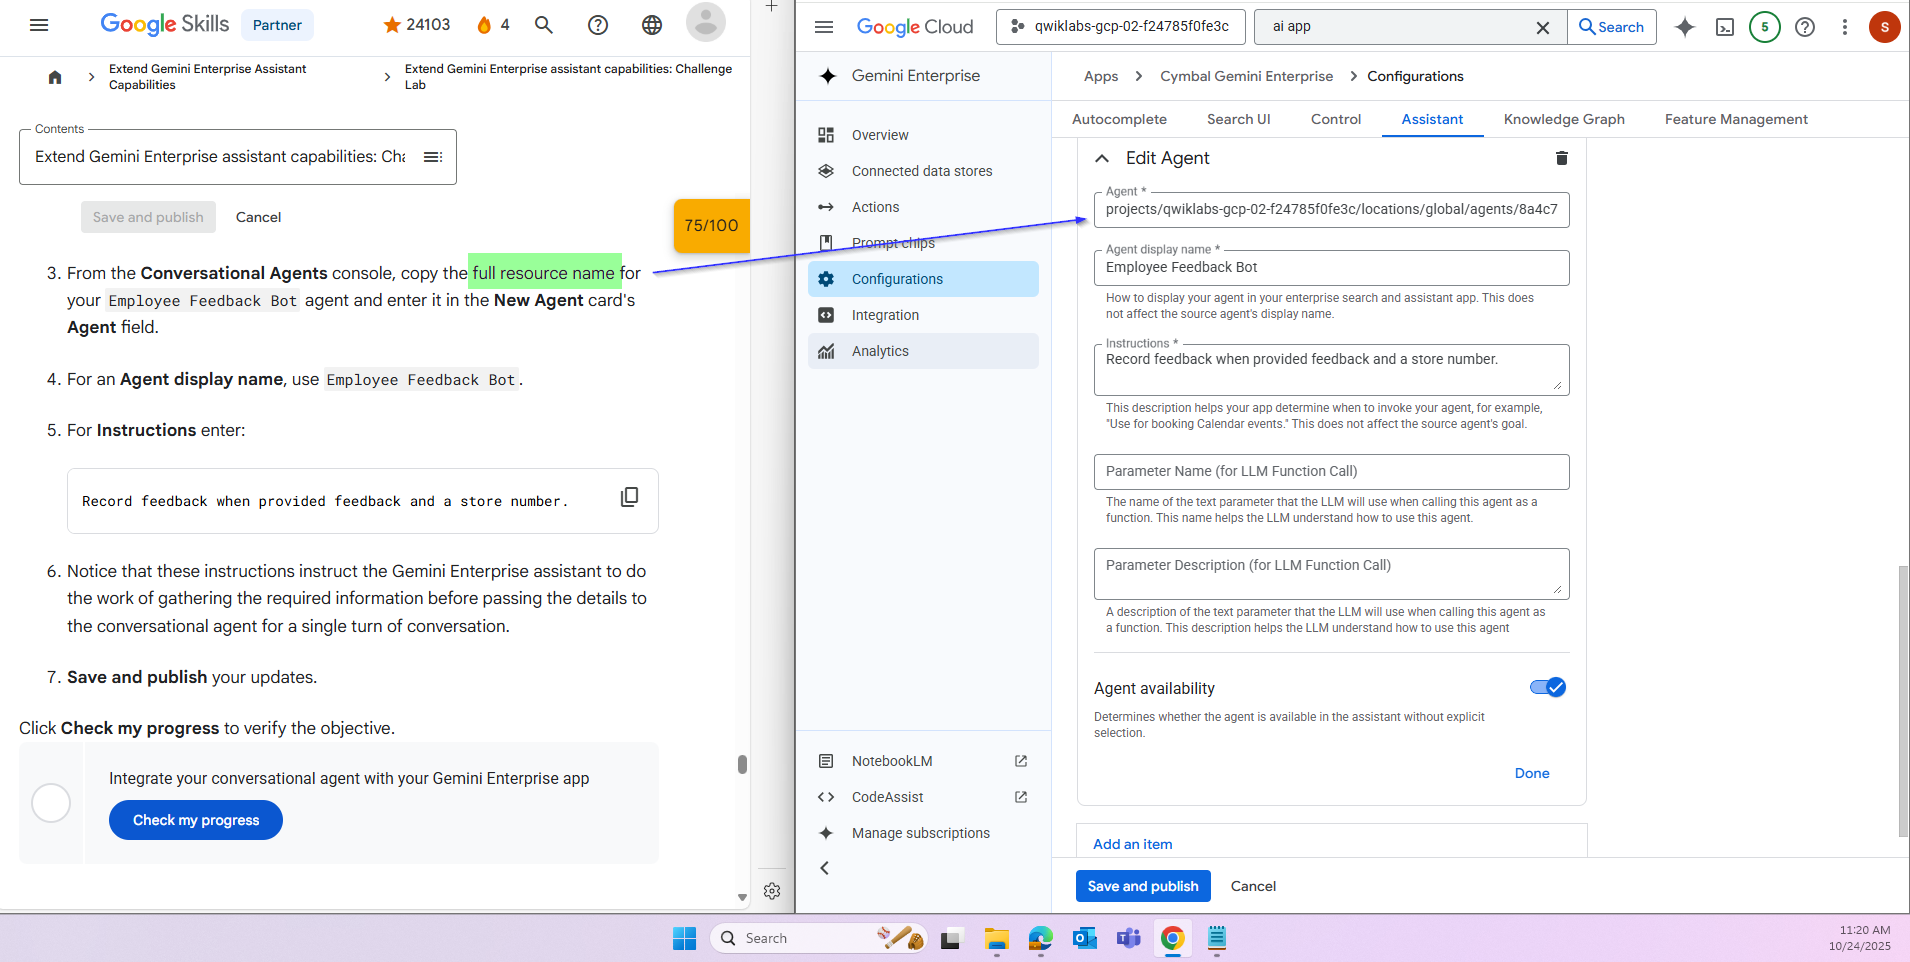 Google Skills
Partner
24103
4
Extend Gemini Enterprise Assistant
Capabilities
Extend Gemini Enterprise assistant capabilities: Challenge
Lab
Contents
Extend Gemini Enterprise assistant capabilities: Cha
Save and publish
Cancel
75/100
3. From the Conversational Agents console, copy the full resource name for
your Employee Feedback Bot agent and enter it in the New Agent card's
Agent field.
4. For an Agent display name, use Employee Feedback Bot.
5. For Instructions enter:
Record feedback when provided feedback and a store number.
6. Notice that these instructions instruct the Gemini Enterprise assistant to do
the work of gathering the required information before passing the details to
the conversational agent for a single turn of conversation.
7. Save and publish your updates.
Click Check my progress to verify the objective.
Integrate your conversational agent with your Gemini Enterprise app
Check my progress
Google Cloud
qwiklabs-gcp-02-f24785f0fe3c
ai app
Search
5
S
Gemini Enterprise
Overview
Connected data stores
Actions
Prompt chips
Configurations
Integration
Analytics
NotebookLM
CodeAssist
Manage subscriptions
Apps
Cymbal Gemini Enterprise
Configurations
Autocomplete
Search UI
Control
Assistant
Knowledge Graph
Feature Management
Edit Agent
Agent *
projects/qwiklabs-gcp-02-f24785f0fe3c/locations/global/agents/8a4c7
Agent display name *
Employee Feedback Bot
How to display your agent in your enterprise search and assistant app. This does
not affect the source agent's display name.
Instructions *
Record feedback when provided feedback and a store number.
This description helps your app determine when to invoke your agent, for example,
"Use for booking Calendar events." This does not affect the source agent's goal.
Parameter Name (for LLM Function Call)
The name of the text parameter that the LLM will use when calling this agent as a
function. This name helps the LLM understand how to use this agent.
Parameter Description (for LLM Function Call)
A description of the text parameter that the LLM will use when calling this agent as
a function. This description helps the LLM understand how to use this agent
Agent availability
Determines whether the agent is available in the assistant without explicit
selection.
Done
Add an item
Save and publish
Cancel
Search
11:20 AM
10/24/2025